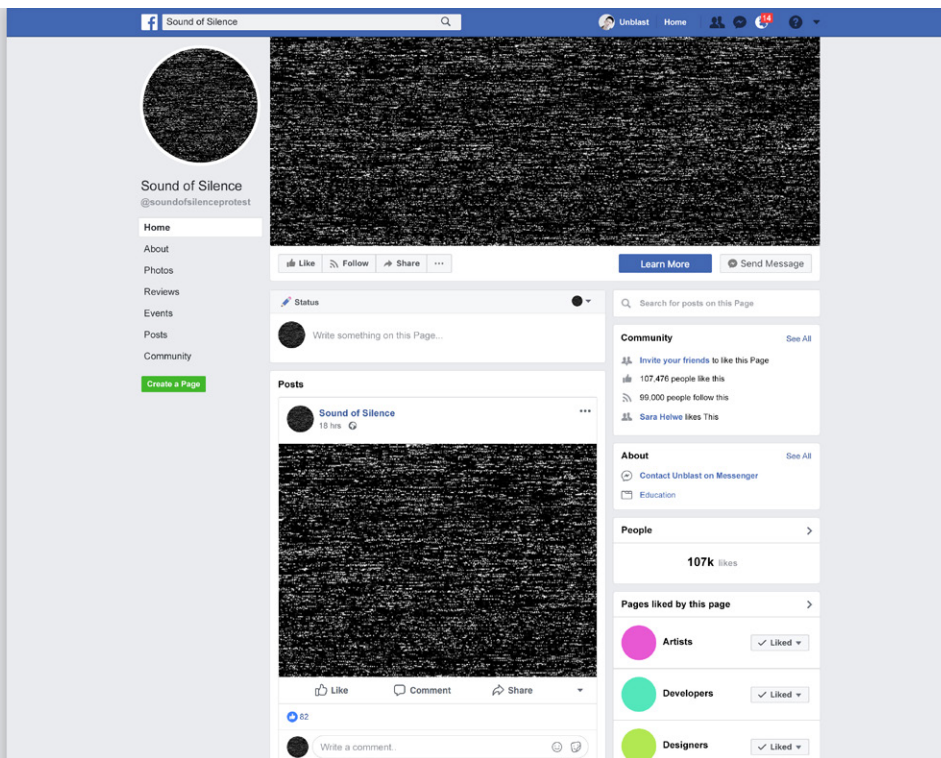 Sound of Silence
Unblast Home 14
Sound of Silence
@soundofsilenceprotest
Home
About
Photos
Reviews
Events
Posts
Community
Create a Page
Like Follow Share
Learn More Send Message
Status
Write something on this Page...
Posts
Sound of Silence
18 hrs
Like Comment Share
82
Write a comment..
Search for posts on this Page
Community See All
Invite your friends to like this Page
107,476 people like this
99.000 people follow this
Sara Helwe likes This
About See All
Contact Unblast on Messenger
Education
People
107k likes
Pages liked by this page
Artists Liked
Developers Liked
Designers Liked